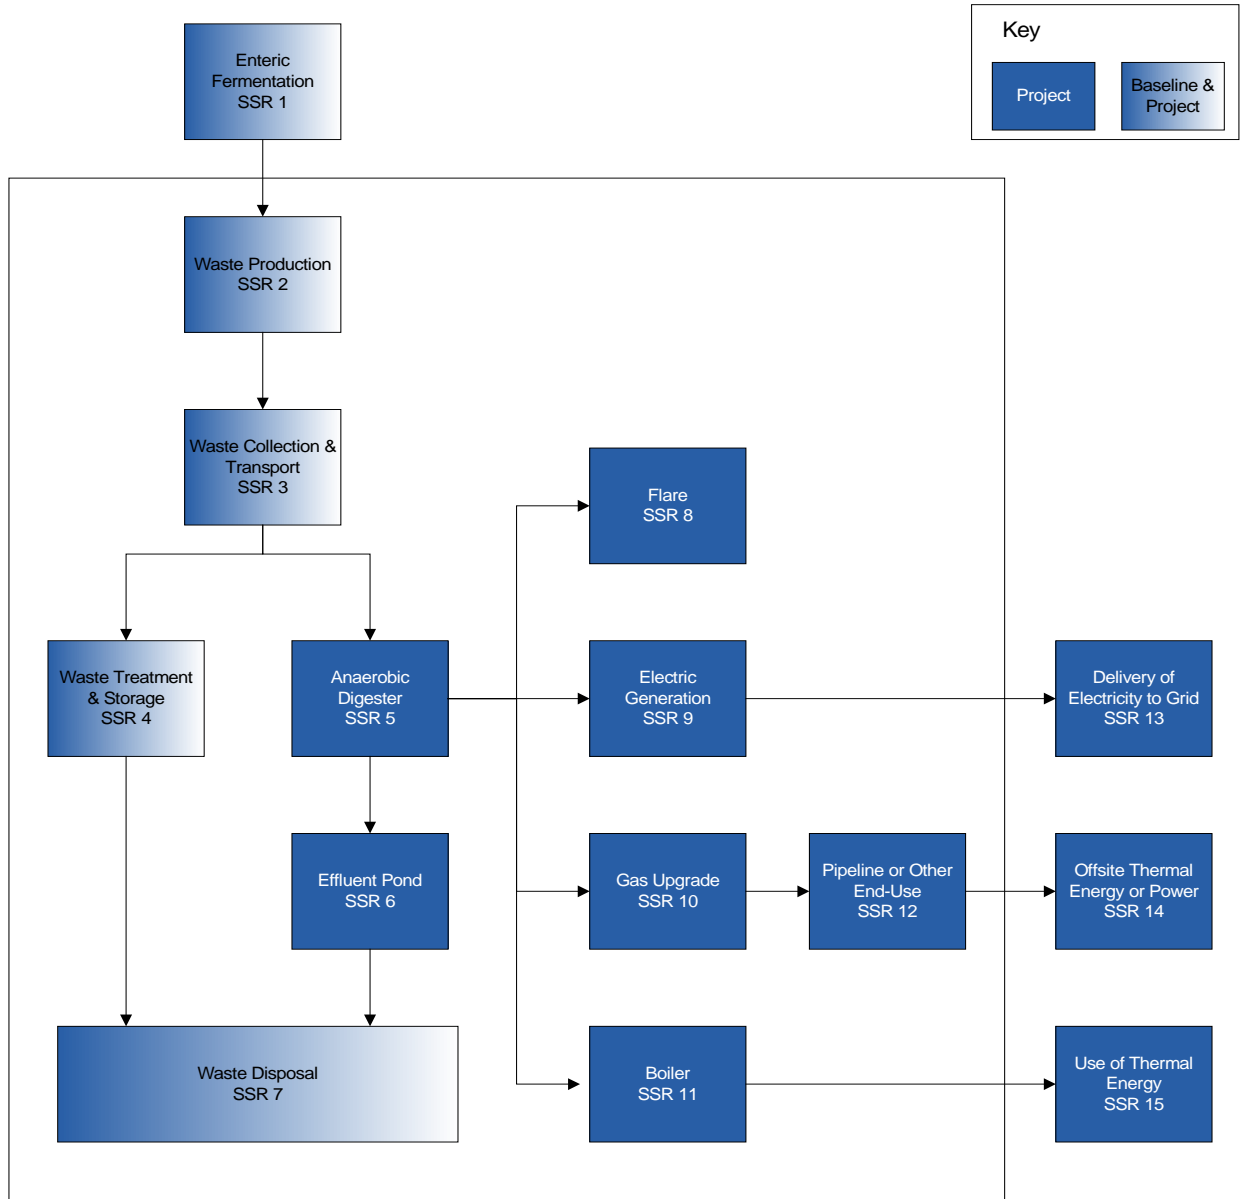 Key
Project
Baseline &
Project
Enteric
Fermentation
SSR 1
Waste Production
SSR 2
Waste Collection &
Transport
SSR 3
Flare
SSR 8
Waste Treatment
& Storage
SSR 4
Anaerobic
Digester
SSR 5
Electric
Generation
SSR 9
Delivery of
Electricity to Grid
SSR 13
Effluent Pond
SSR 6
Gas Upgrade
SSR 10
Pipeline or Other
End-Use
SSR 12
Offsite Thermal
Energy or Power
SSR 14
Waste Disposal
SSR 7
Boiler
SSR 11
Use of Thermal
Energy
SSR 15